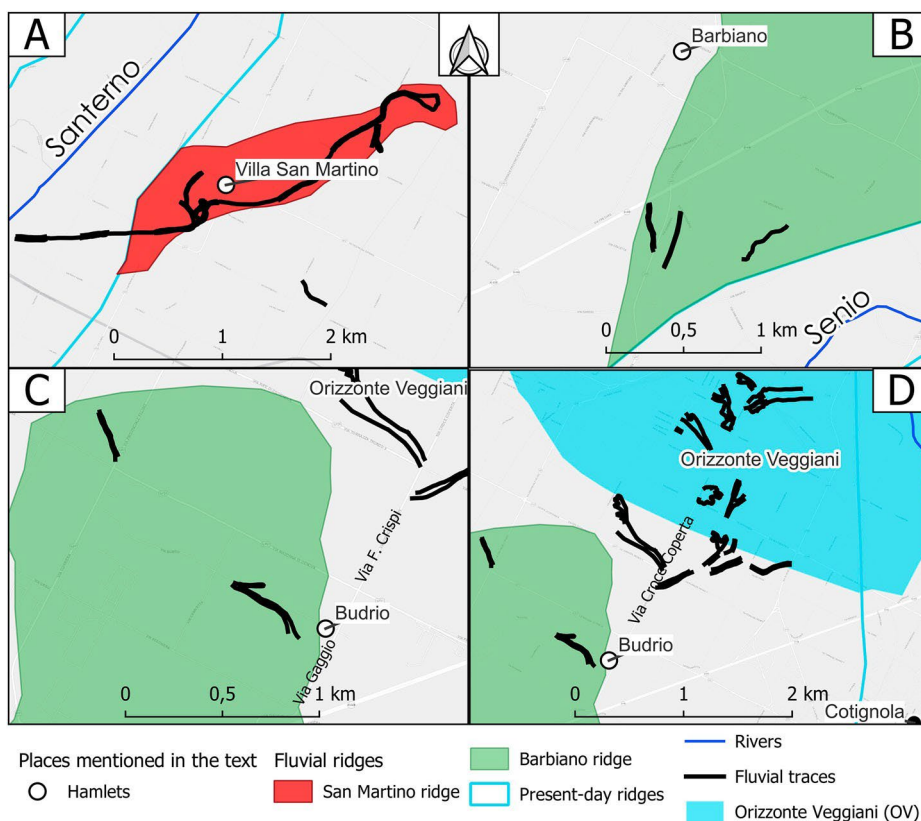 A
Santerno
Villa San Martino
0 1 2 km
B
Barbiano
Senio
0 0,5 1 km
C
Orizzonte Veggiani
Via F. Crispi
Budrio
Via Gaggio
0 0,5 1 km
D
Orizzonte Veggiani
Via Croce Coperta
Budrio
0 1 2 km
Cotignola
Places mentioned in the text
Hamlets
Fluvial ridges
San Martino ridge
Barbiano ridge
Present-day ridges
Rivers
Fluvial traces
Orizzonte Veggiani (OV)